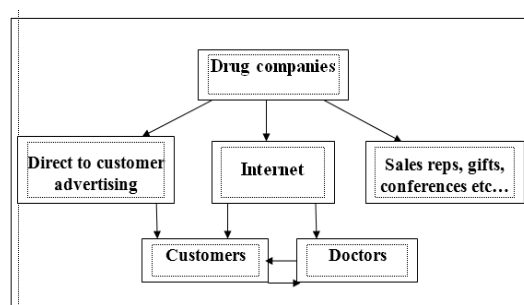 Drug companies
Direct to customer
advertising
Internet
Sales reps, gifts,
conferences etc…
Customers
Doctors